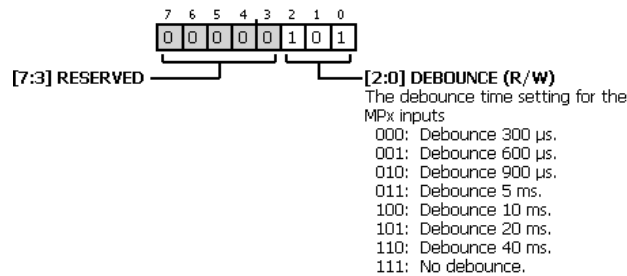 7 6 5 4 3 2 1 0
0 0 0 0 0 1 0 1
[7:3] RESERVED
[2:0] DEBOUNCE (R/W)
The debounce time setting for the
MPx inputs
000: Debounce 300 µs.
001: Debounce 600 µs.
010: Debounce 900 µs.
011: Debounce 5 ms.
100: Debounce 10 ms.
101: Debounce 20 ms.
110: Debounce 40 ms.
111: No debounce.